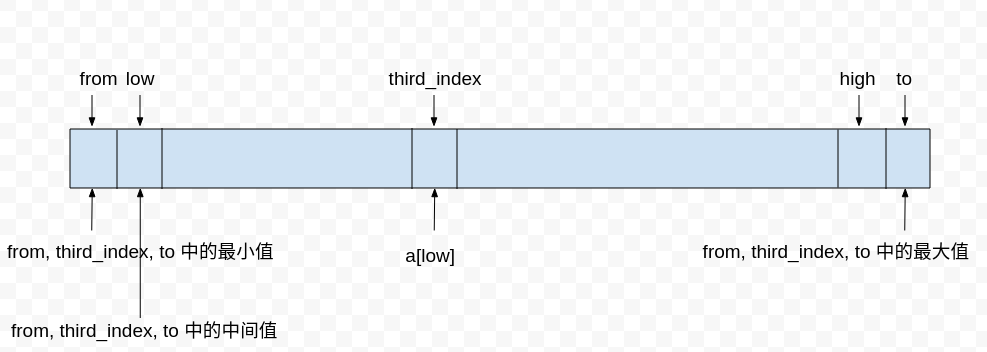 from low third_index high to
from, third_index, to 中的最小值
a[low]
from, third_index, to 中的最大值
from, third_index, to 中的中间值